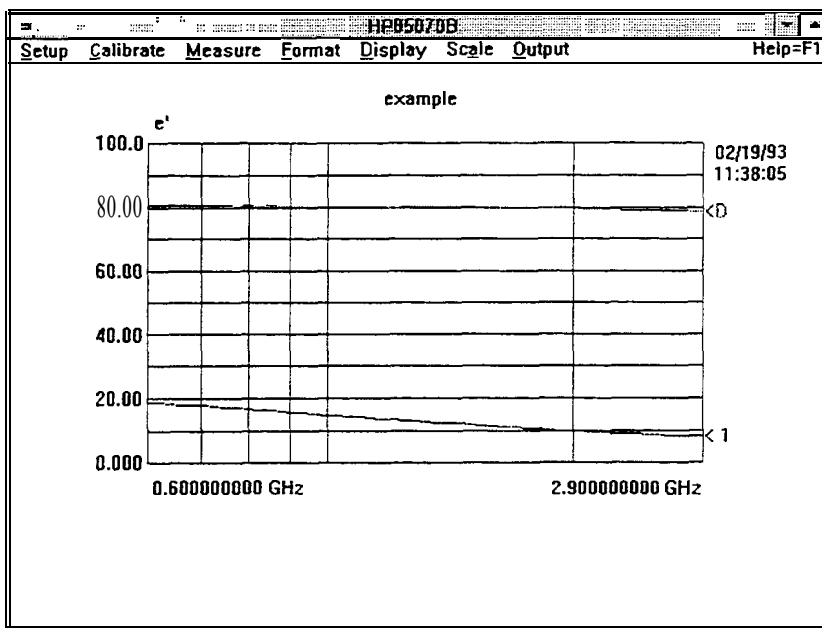 HP85070B
Setup Calibrate Measure Format Display Scale Output Help=F1
example
e'
100.0
02/19/93
11:38:05
80.00
<D
60.00
40.00
20.00
< 1
0.000
0.600000000 GHz 2.900000000 GHz